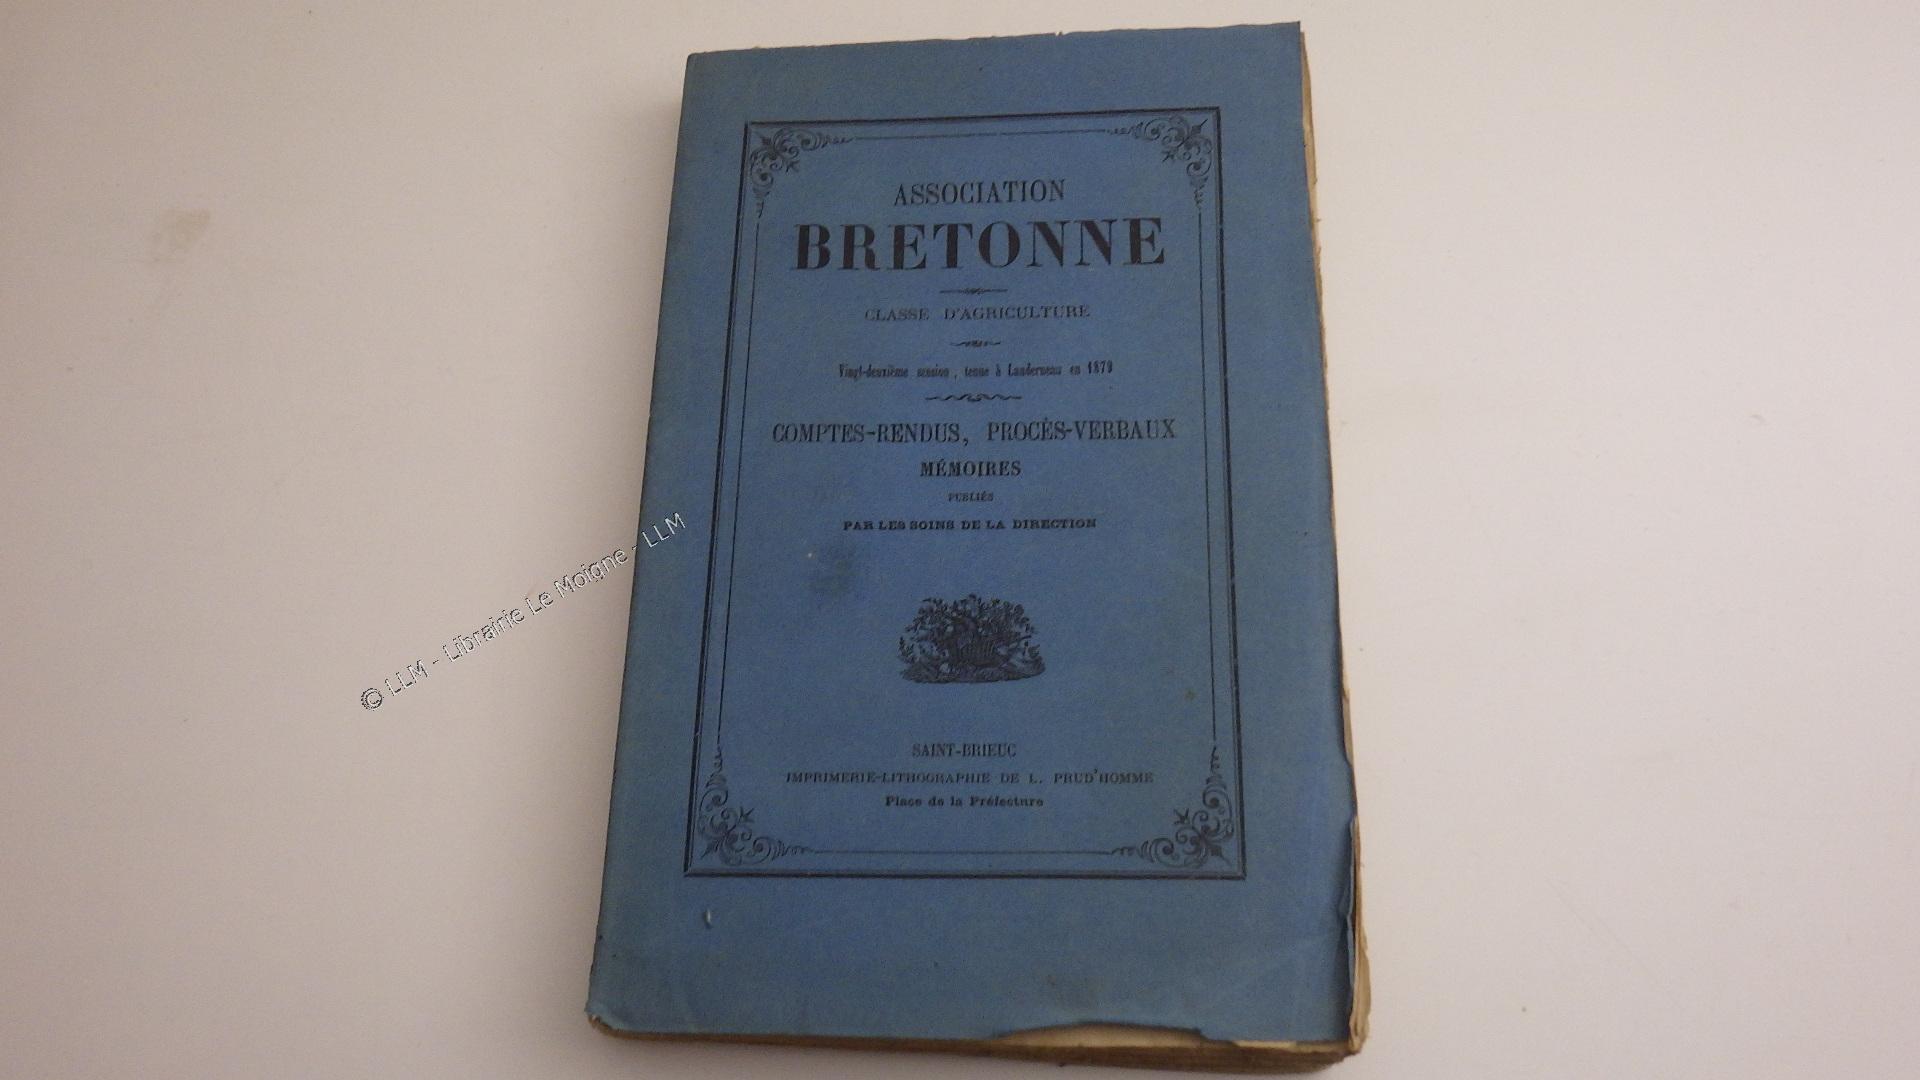 ASSOCIATION
BRETONNE
CLASSE D'AGRICULTURE
Vingt-deuxième session, tenue à Landerneau en 1879
COMPTES-RENDUS, PROCÈS-VERBAUX
MÉMOIRES
PUBLIÉS
PAR LES SOINS DE LA DIRECTION
SAINT-BRIEUC
IMPRIMERIE-LITHOGRAPHIE DE L. PRUD'HOMME
Place de la Préfecture
© LLM - Librairie Le Moigne - LLM